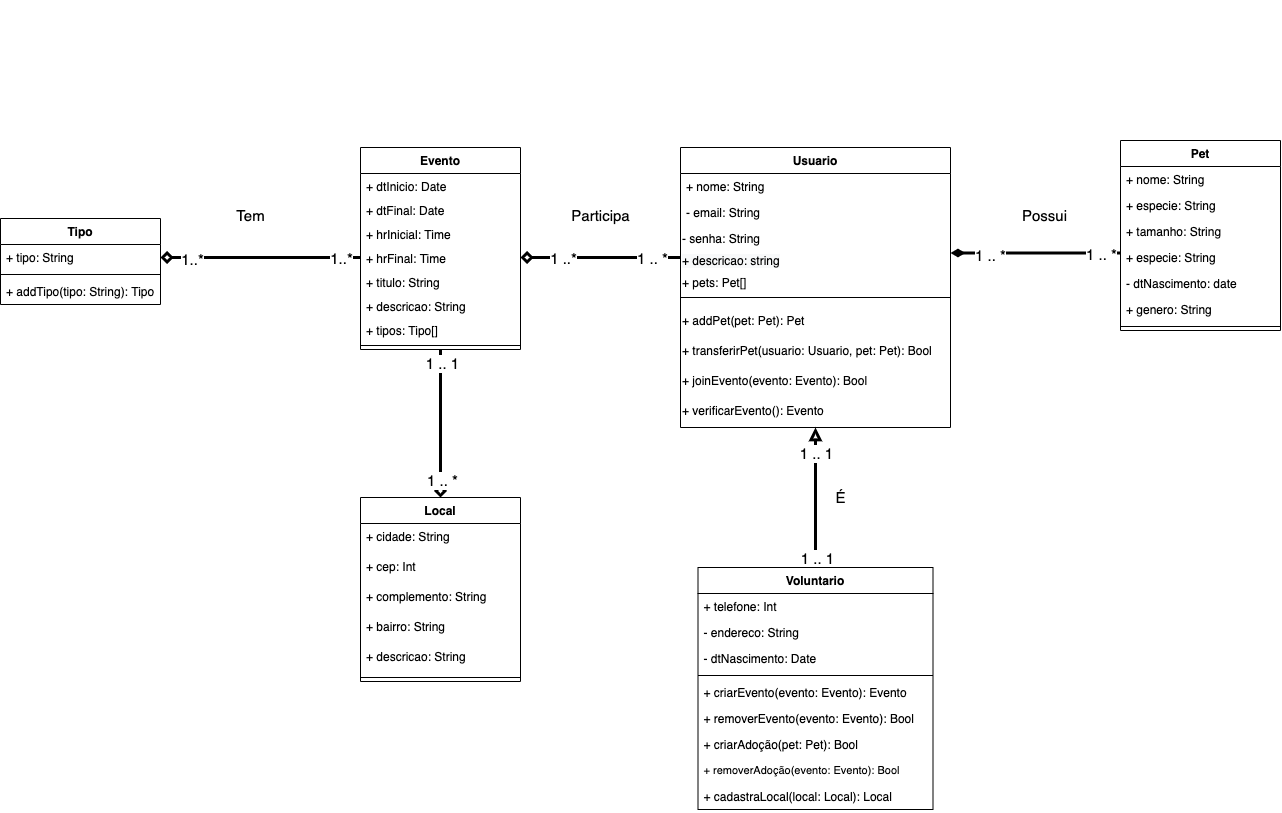 Tipo
+ tipo: String
+ addTipo(tipo: String): Tipo
Tem
1..*
1..*
Evento
+ dtInicio: Date
+ dtFinal: Date
+ hrInicial: Time
+ hrFinal: Time
+ titulo: String
+ descricao: String
+ tipos: Tipo[]
Participa
1 ..*
1 .. *
Usuario
+ nome: String
- email: String
- senha: String
+ descricao: string
+ pets: Pet[]
+ addPet(pet: Pet): Pet
+ transferirPet(usuario: Usuario, pet: Pet): Bool
+ joinEvento(evento: Evento): Bool
+ verificarEvento(): Evento
Possui
1 .. *
1 .. *
Pet
+ nome: String
+ especie: String
+ tamanho: String
+ especie: String
- dtNascimento: date
+ genero: String
1 .. 1
1 .. *
Local
+ cidade: String
+ cep: Int
+ complemento: String
+ bairro: String
+ descricao: String
1 .. 1
É
1 .. 1
Voluntario
+ telefone: Int
- endereco: String
- dtNascimento: Date
+ criarEvento(evento: Evento): Evento
+ removerEvento(evento: Evento): Bool
+ criarAdoção(pet: Pet): Bool
+ removerAdoção(evento: Evento): Bool
+ cadastraLocal(local: Local): Local